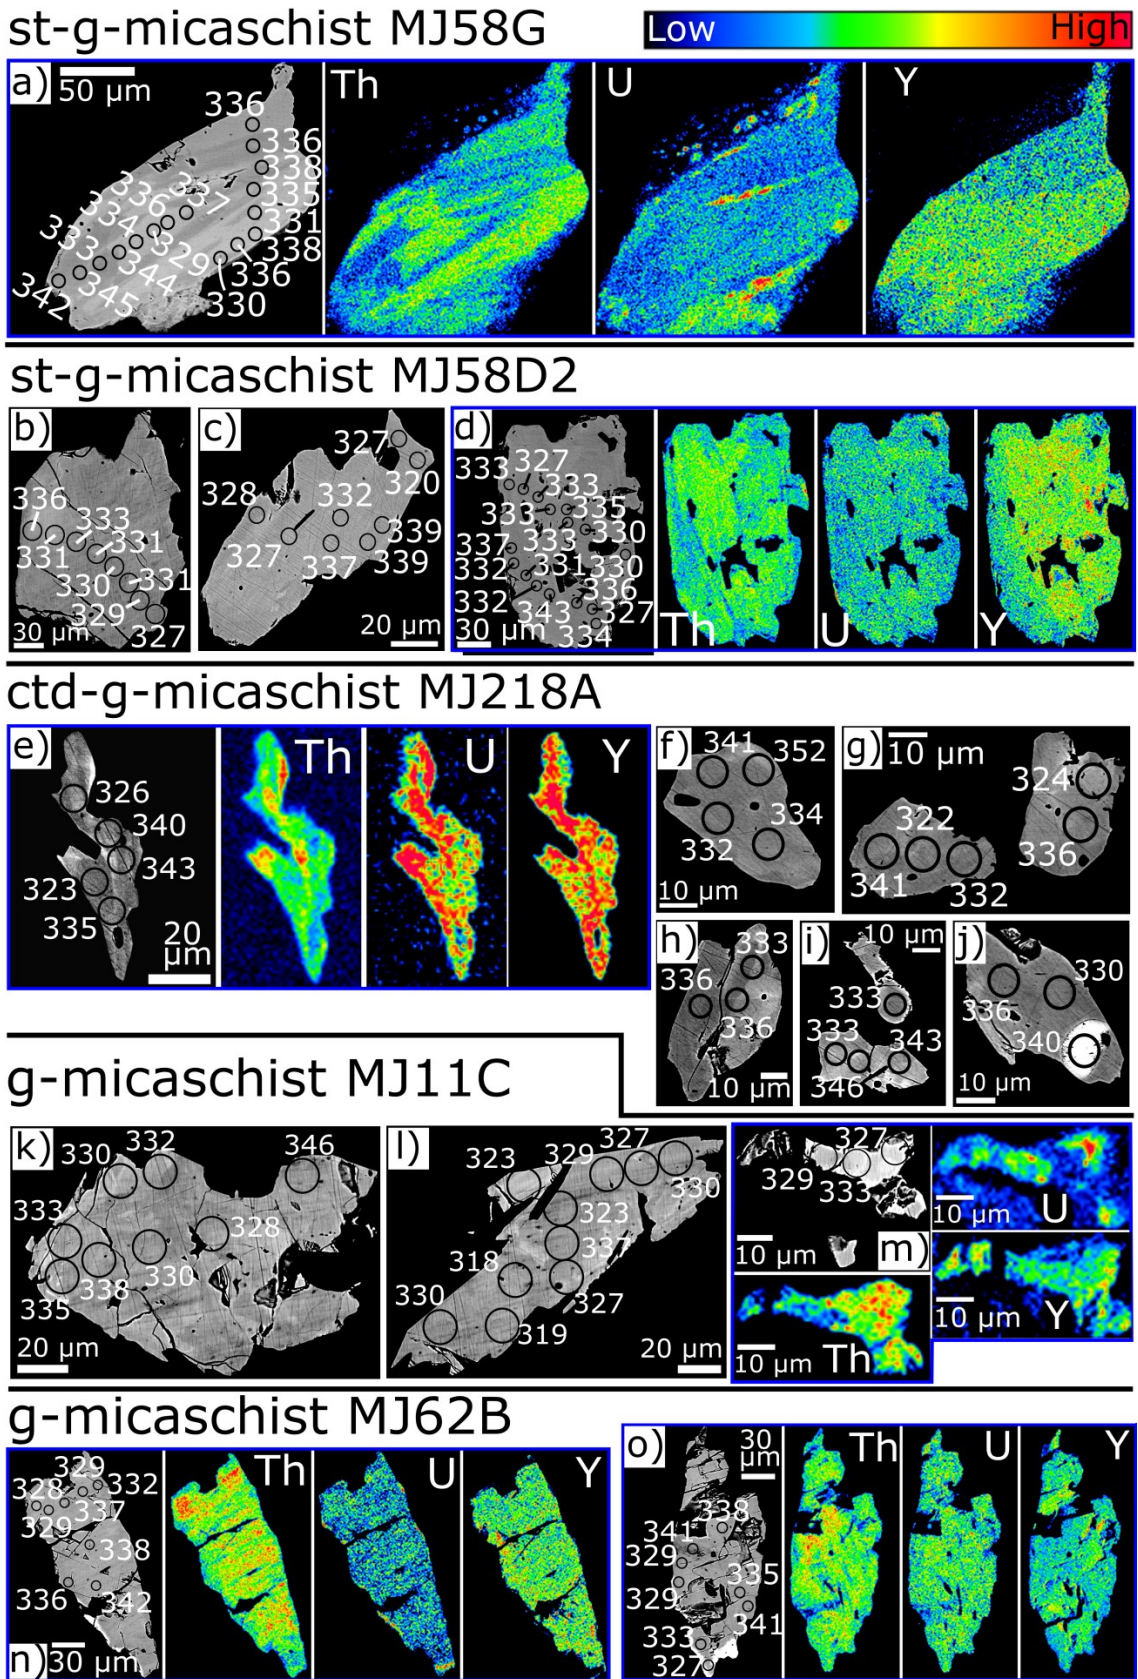 st-g-micaschist MJ58G
Low High
a) 50 µm Th U Y
336
336
338
335
331
338
336
330
337
336
334
333
329
344
345
342
st-g-micaschist MJ58D2
b)
336
333
331
331
330
331
329
327
30 µm
c)
327
320
328
332
339
327
337
339
20 µm
d)
327
333
333
333
335
330
337
333
332
331
330
336
332
343
327
334
30 µm
Th U Y
ctd-g-micaschist MJ218A
e) Th U Y
326
340
343
323
335
20 µm
f)
341 352
334
332
10 µm
g) 10 µm
324
322
336
341 332
h)
333
336
336
10 µm
i) 10 µm
333
333 343
346
j)
330
336
340
10 µm
g-micaschist MJ11C
k)
330 332 346
333
328
338 330
335
20 µm
l)
327
323 329
330
323
337
318
327
330
319
20 µm
327
329
333
10 µm m)
10 µm U
10 µm Y
10 µm Th
g-micaschist MJ62B
329
328 332
337
329
338
336 342
n) 30 µm
Th U Y
o) 30 µm Th U Y
338
341
329
335
329
341
333
327